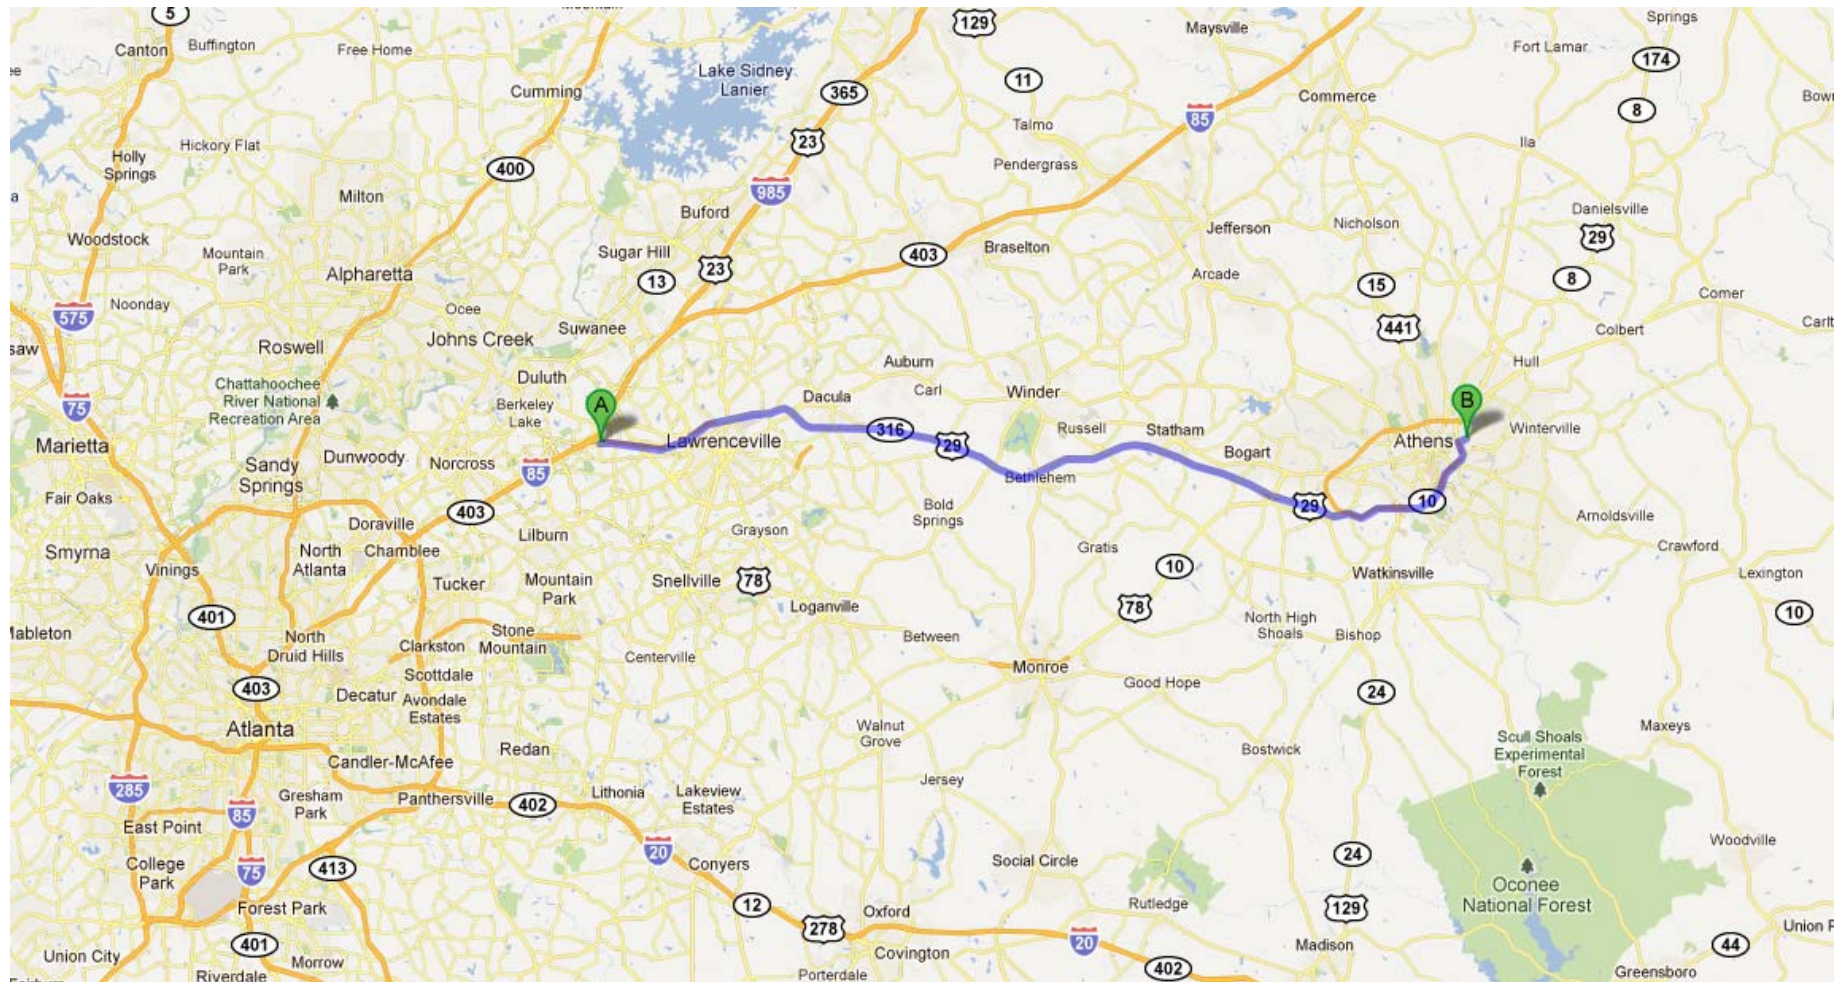 5
Canton
Buffington
Free Home
129
Maysville
Springs
Fort Lamar
174
Lake Sidney
Lanier
365
11
Cumming
Commerce
8
85
Talmo
Ila
Hickory Flat
23
Holly
Springs
400
Pendergrass
985
Milton
Buford
Danielsville
29
Woodstock
Mountain
Park
Sugar Hill
403
Braselton
Jefferson
Nicholson
Alpharetta
13
23
Arcade
15
8
Comer
575
Noonday
Ocee
Suwanee
441
Colbert
Roswell
Johns Creek
Auburn
Hull
Chattahoochee
River National
Recreation Area
Duluth
Carl
Winder
75
Berkeley
Lake
A
Dacula
B
Marietta
Lawrenceville
316
29
Russell
Statham
Athens
Winterville
Sandy
Springs
Dunwoody
Norcross
85
Bethlehem
Bogart
Fair Oaks
403
Bold
Springs
29
10
Arnoldsville
Doraville
Lilburn
Grayson
Smyrna
North
Atlanta
Chamblee
Gratis
Crawford
Vinings
Tucker
Mountain
Park
Snellville
78
10
Watkinsville
Lexington
401
Loganville
78
10
North
Druid Hills
Clarkston
Stone
Mountain
Between
North High
Shoals
Bishop
Centerville
Monroe
403
Scottdale
Decatur
Avondale
Estates
Good Hope
24
Atlanta
Walnut
Grove
Maxeys
Redan
Bostwick
Scull Shoals
Experimental
Forest
Candler-McAfee
Jersey
285
Gresham
Park
Panthersville
402
Lithonia
Lakeview
Estates
85
East Point
20
Woodville
College
Park
75
413
Conyers
Social Circle
24
Oconee
National Forest
Forest Park
12
Oxford
Rutledge
129
278
Union City
401
Morrow
Covington
20
Madison
44
Riverdale
Porterdale
402
Greensboro